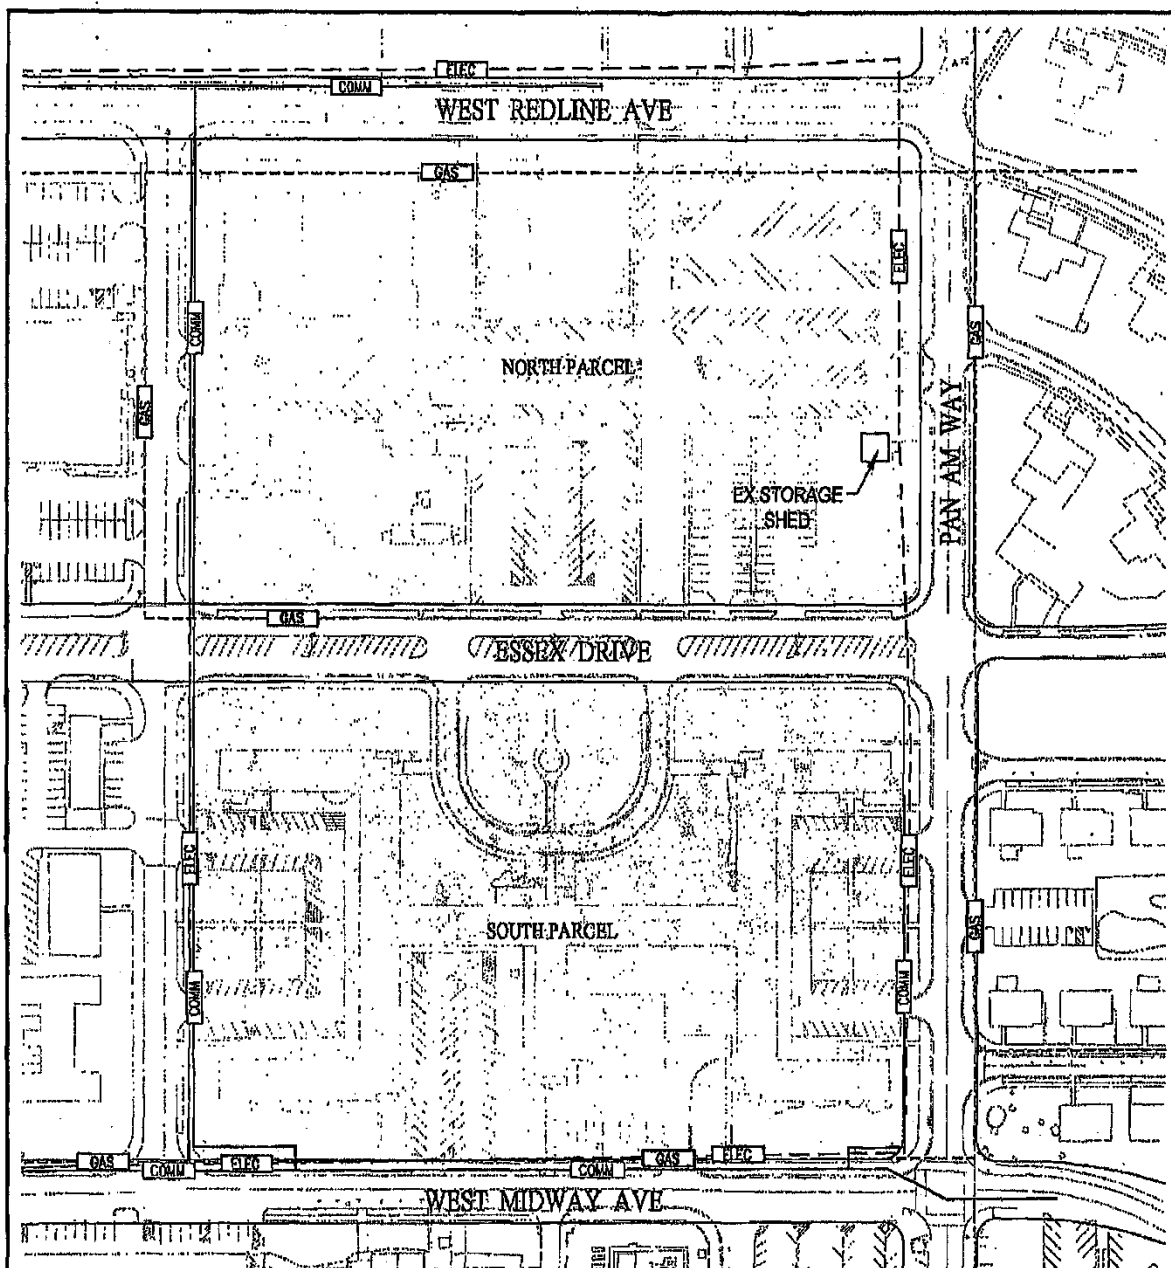 ELEC
COMM
WEST REDLINE AVE
GAS
ELEC
COMM
GAS
NORTH PARCEL
GAS
PAN AM WAY
EX STORAGE
SHED
GAS
ESSEX DRIVE
ELEC
ELEC
SOUTH PARCEL
GAS
COMM
COMM
GAS
COMM
ELEC
COMM
GAS
ELEC
WEST MIDWAY AVE